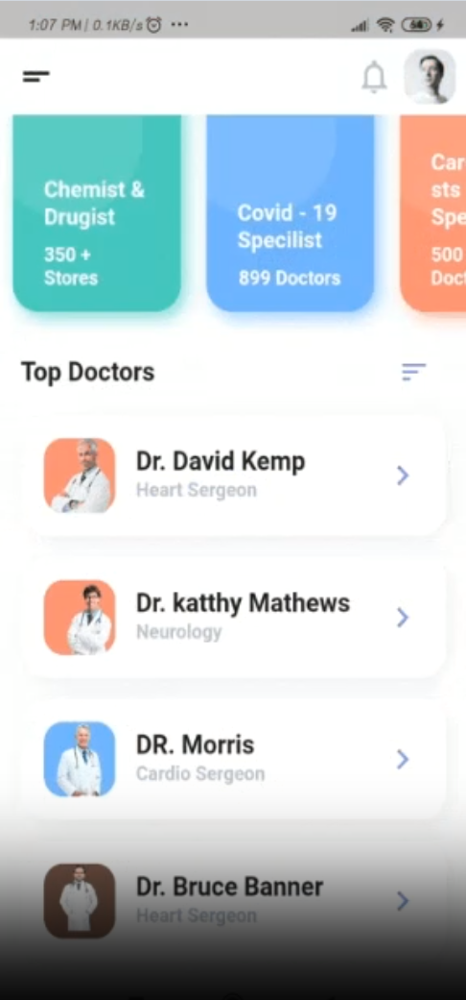 1:07 PM | 0.1KB/s
Chemist &
Drugist
350 +
Stores
Covid - 19
Specilist
899 Doctors
Car
sts
Spe
500
Doct
Top Doctors
Dr. David Kemp
Heart Sergeon
Dr. katthy Mathews
Neurology
DR. Morris
Cardio Sergeon
Dr. Bruce Banner
Heart Sergeon